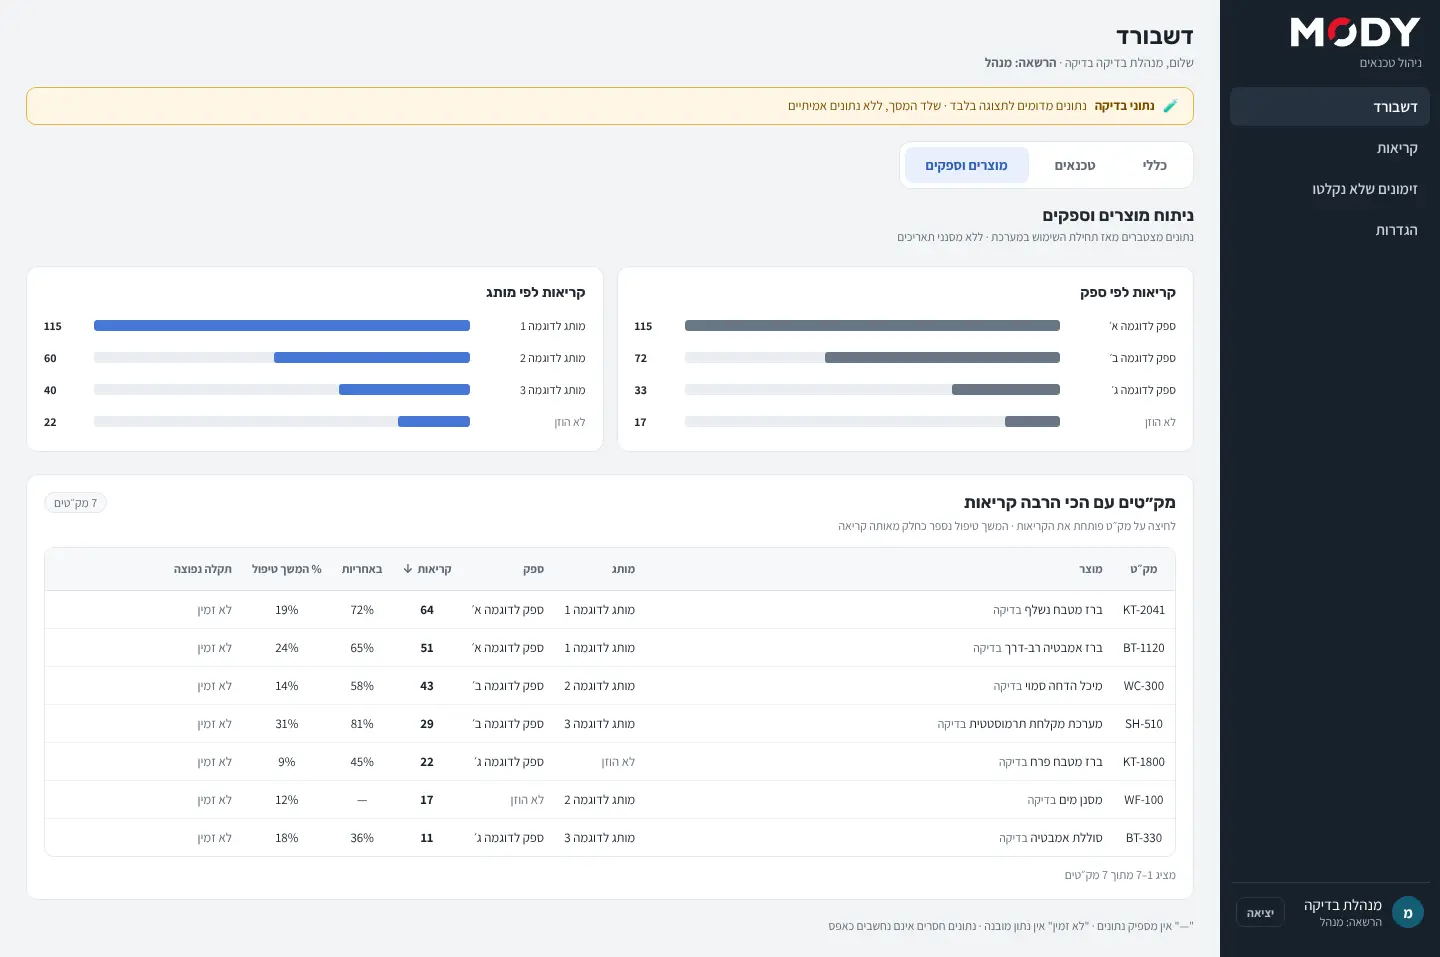 MODY
ניהול טכנאים
דשבורד
קריאות
זימונים שלא נקלטו
הגדרות
מ
מנהלת בדיקה
הרשאה: מנהל
יציאה
דשבורד
שלום, מנהלת בדיקה בדיקה · הרשאה: מנהל
נתוני בדיקה נתונים מדומים לתצוגה בלבד · שלד המסך, ללא נתונים אמיתיים
כללי טכנאים מוצרים וספקים
ניתוח מוצרים וספקים
נתונים מצטברים מאז תחילת השימוש במערכת · ללא מסנני תאריכים
קריאות לפי ספק
ספק לדוגמה א׳ 115
ספק לדוגמה ב׳ 72
ספק לדוגמה ג׳ 33
לא הוזן 17
קריאות לפי מותג
מותג לדוגמה 1 115
מותג לדוגמה 2 60
מותג לדוגמה 3 40
לא הוזן 22
מק״טים עם הכי הרבה קריאות
7 מק״טים
לחיצה על מק״ט פותחת את הקריאות · המשך טיפול נספר כחלק מאותה קריאה
מק״ט מוצר מותג ספק קריאות ↓ באחריות % המשך טיפול תקלה נפוצה
KT-2041 ברז מטבח נשלף בדיקה מותג לדוגמה 1 ספק לדוגמה א׳ 64 72% 19% לא זמין
BT-1120 ברז אמבטיה רב-דרך בדיקה מותג לדוגמה 1 ספק לדוגמה א׳ 51 65% 24% לא זמין
WC-300 מיכל הדחה סמוי בדיקה מותג לדוגמה 2 ספק לדוגמה ב׳ 43 58% 14% לא זמין
SH-510 מערכת מקלחת תרמוסטטית בדיקה מותג לדוגמה 3 ספק לדוגמה ב׳ 29 81% 31% לא זמין
KT-1800 ברז מטבח פרח בדיקה לא הוזן ספק לדוגמה ג׳ 22 45% 9% לא זמין
WF-100 מסנן מים בדיקה מותג לדוגמה 2 לא הוזן 17 — 12% לא זמין
BT-330 סוללת אמבטיה בדיקה מותג לדוגמה 3 ספק לדוגמה ג׳ 11 36% 18% לא זמין
מציג 1–7 מתוך 7 מק״טים
"—" אין מספיק נתונים · "לא זמין" אין נתון מובנה · נתונים חסרים אינם נחשבים כאפס